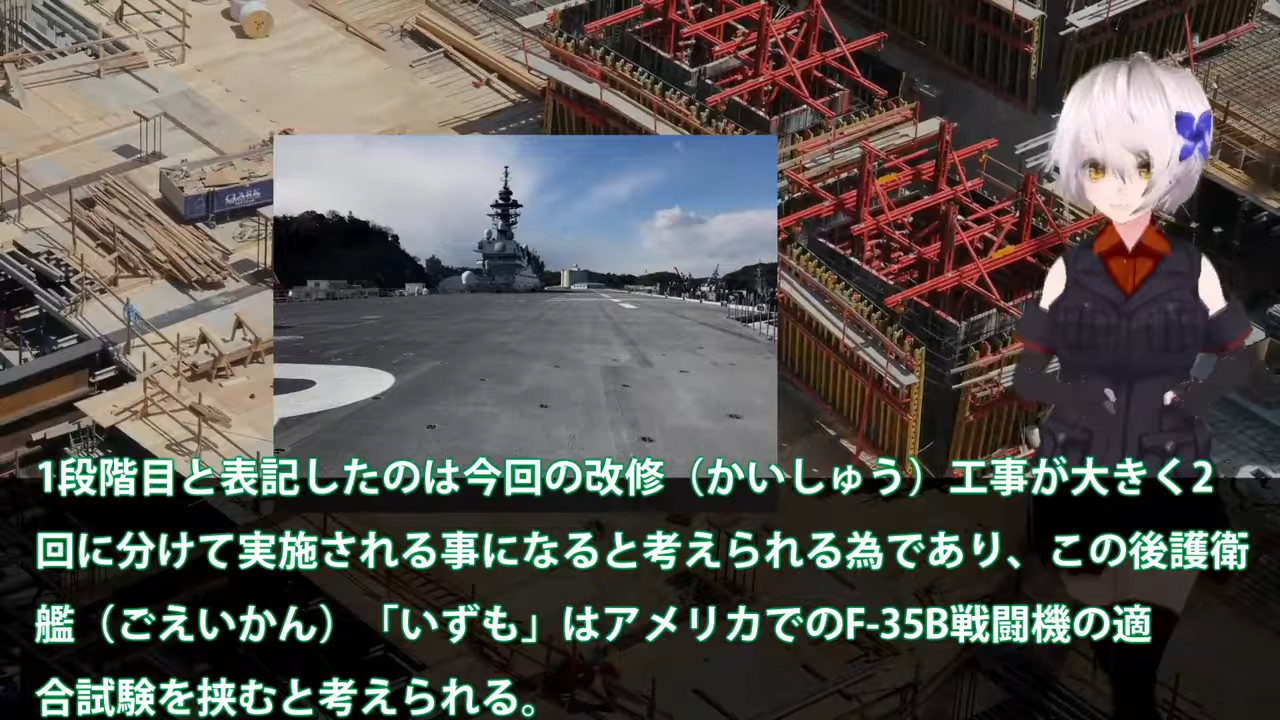 CLARK
1段階目と表記したのは今回の改修（かいしゅう）工事が大きく2
回に分けて実施される事になると考えられる為であり、この後護衛
艦（ごえいかん）「いずも」はアメリカでのF-35B戦闘機の適
合試験を挟むと考えられる。